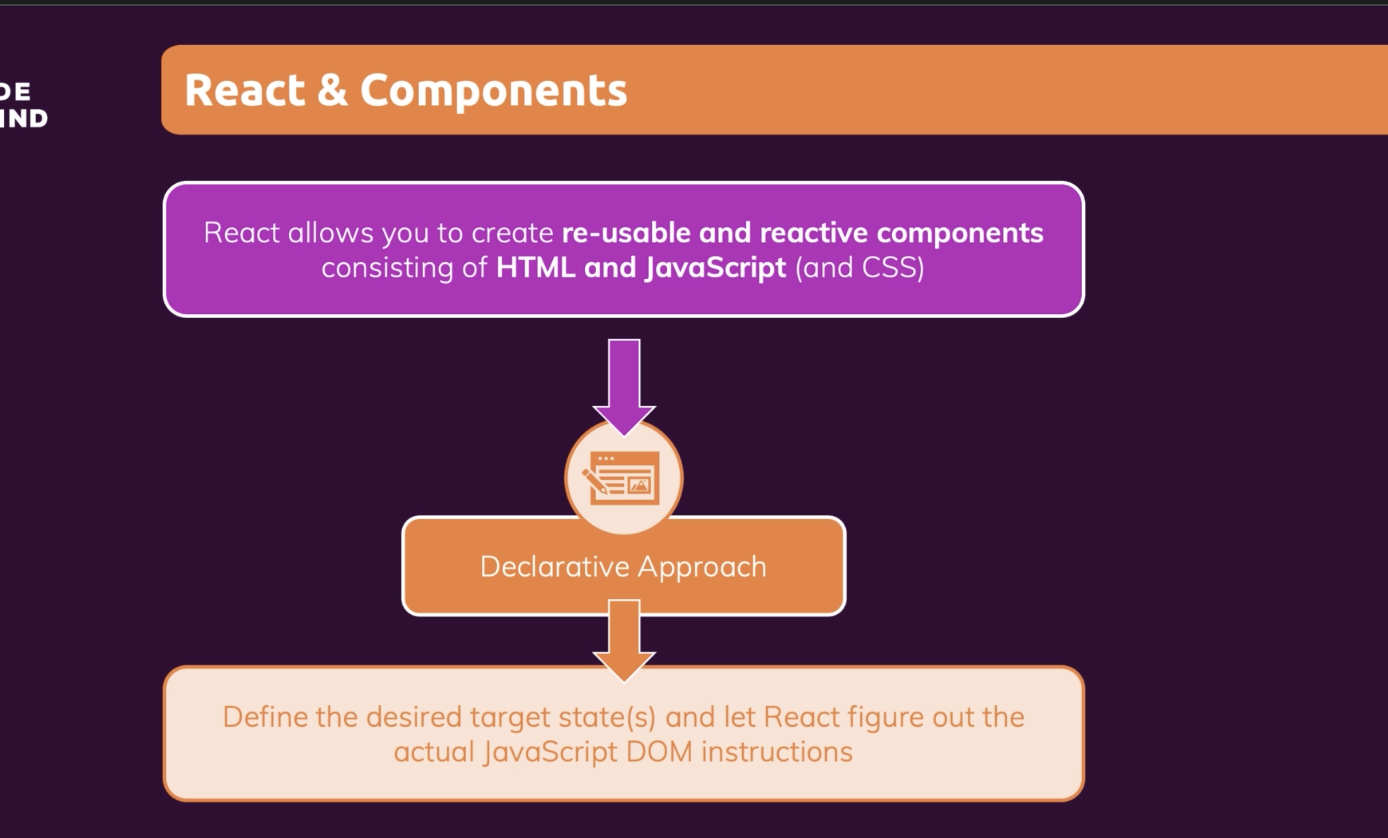 DE
IND
React & Components
React allows you to create re-usable and reactive components
consisting of HTML and JavaScript (and CSS)
Declarative Approach
Define the desired target state(s) and let React figure out the
actual JavaScript DOM instructions